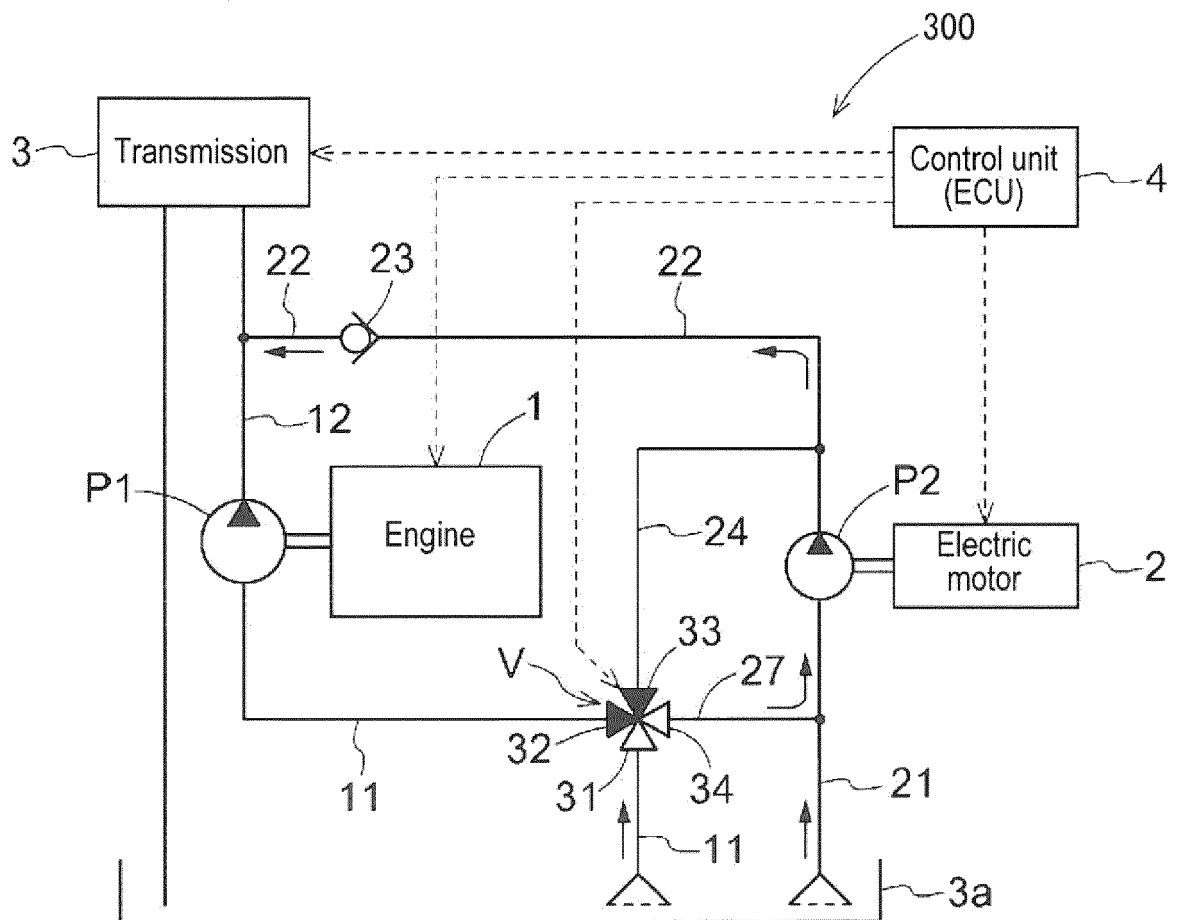 300
Transmission
3
Control unit
(ECU)
4
22
23
22
12
1
P1
Engine
24
P2
Electric
motor
2
V
33
27
32
11
31
34
21
11
3a